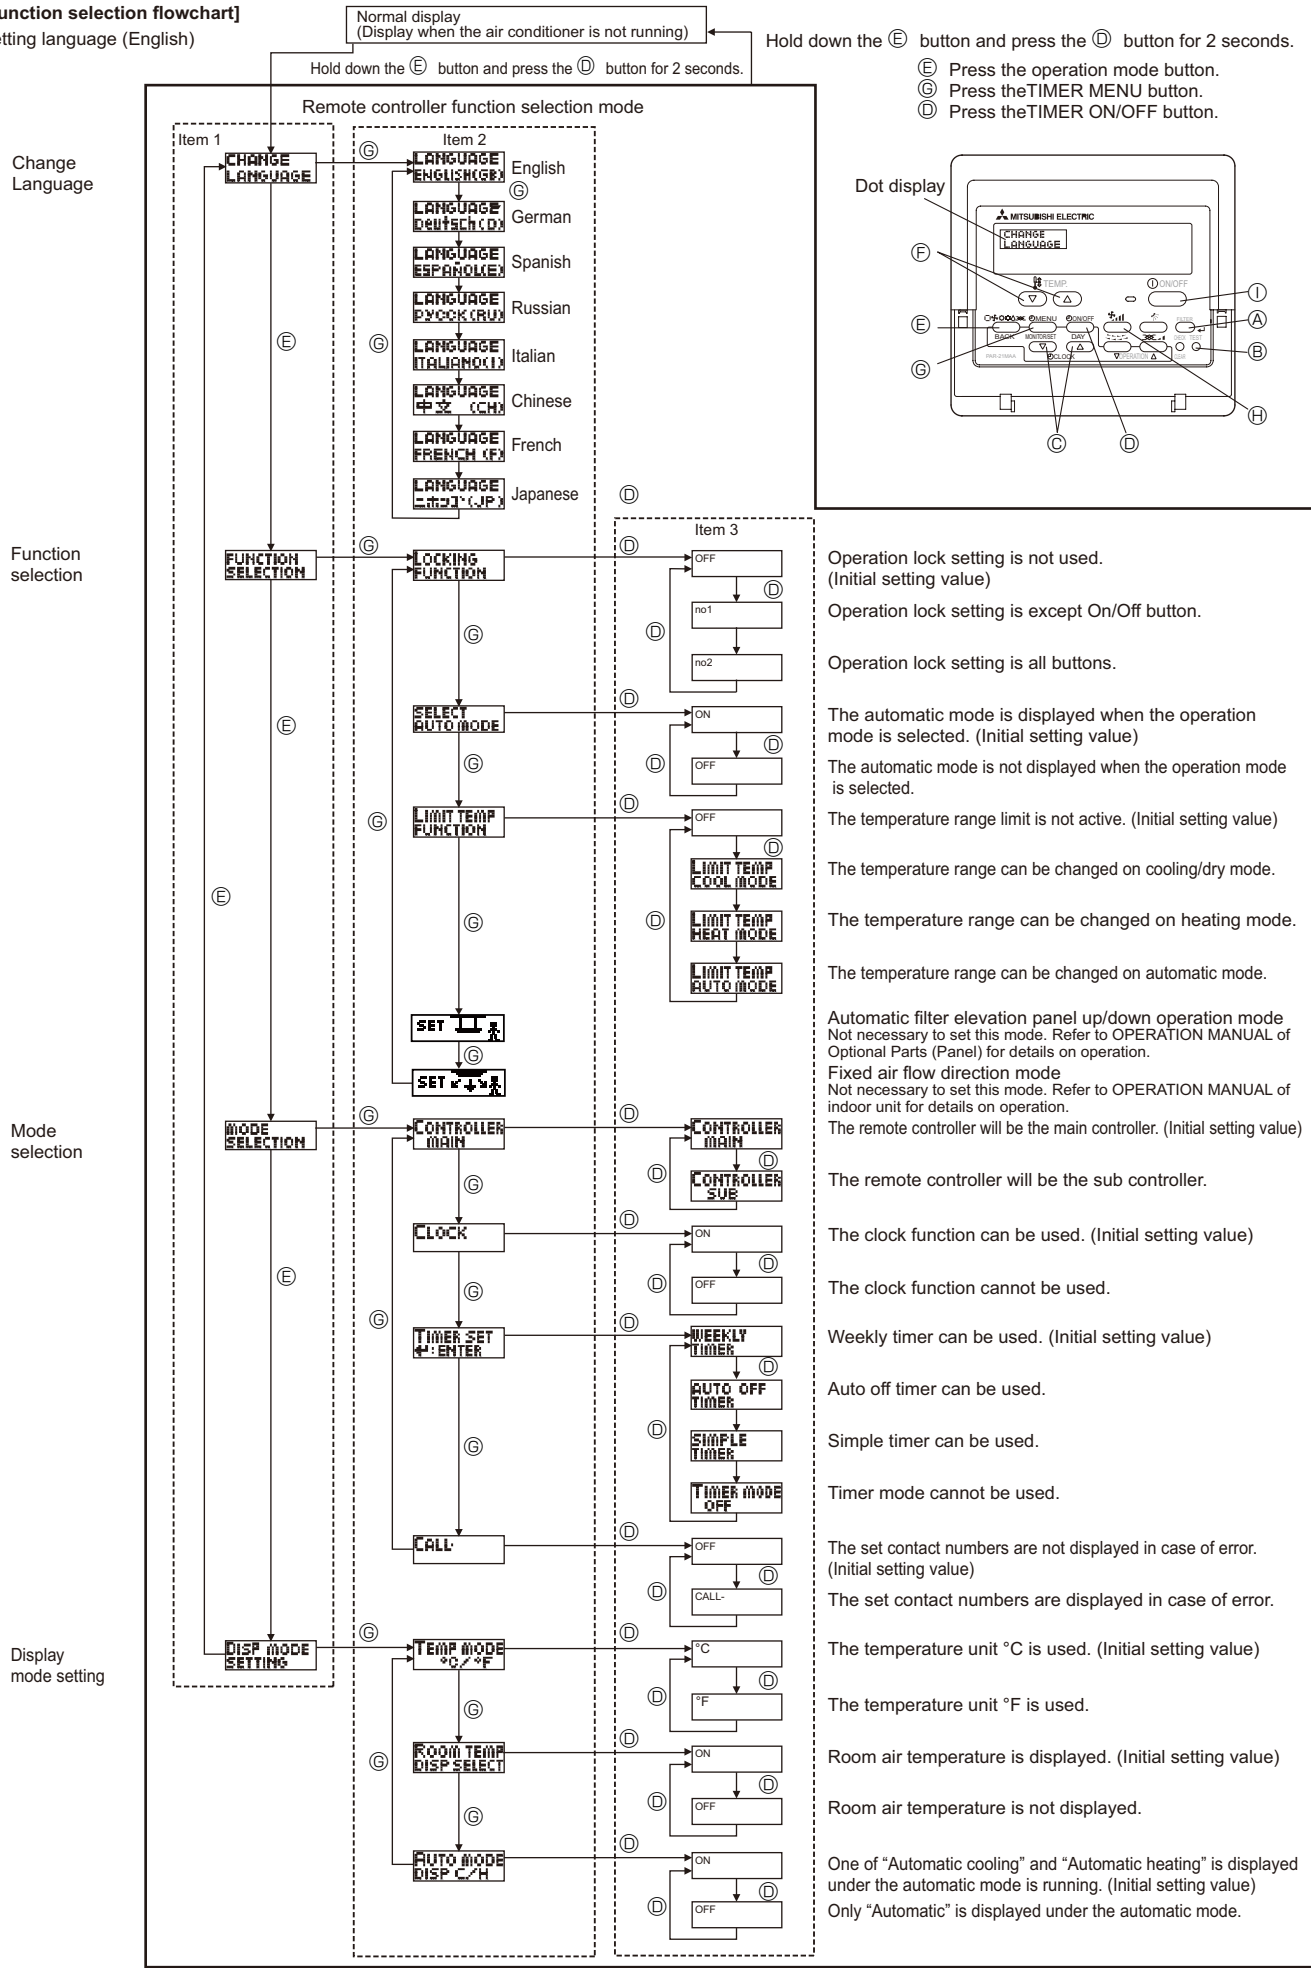 unction selection flowchart]
etting language (English)
Normal display
(Display when the air conditioner is not running)
Hold down the Ⓔ button and press the Ⓓ button for 2 seconds.
Hold down the Ⓔ button and press the Ⓓ button for 2 seconds.
Ⓔ Press the operation mode button.
Ⓖ Press theTIMER MENU button.
Ⓓ Press theTIMER ON/OFF button.
Remote controller function selection mode
Item 1
Item 2
Change
Language
CHANGE
LANGUAGE
Ⓖ
LANGUAGE
ENGLISH(GB)
English
Ⓖ
LANGUAGE
Deutsch(D)
German
LANGUAGE
ESPAÑOL(E)
Spanish
LANGUAGE
РУССК(RU)
Russian
LANGUAGE
ITALIANO(I)
Italian
LANGUAGE
中文 (CH)
Chinese
LANGUAGE
FRENCH (F)
French
LANGUAGE
ニホンゴ(JP)
Japanese
Ⓔ
Ⓖ
Dot display
MITSUBISHI ELECTRIC
CHANGE
LANGUAGE
TEMP.
ON/OFF
MENU
ON/OFF
FILTER
BACK
MONITOR/SET
DAY
CHECK
TEST
PAR-21MAA
CLOCK
OPERATION
CLEAR
Ⓕ
Ⓔ
Ⓖ
Ⓘ
Ⓐ
Ⓑ
Ⓗ
Ⓒ
Ⓓ
Ⓓ
Item 3
Function
selection
FUNCTION
SELECTION
Ⓖ
LOCKING
FUNCTION
Ⓓ
OFF
Operation lock setting is not used.
(Initial setting value)
Ⓓ
no1
Operation lock setting is except On/Off button.
Ⓖ
Ⓓ
no2
Operation lock setting is all buttons.
Ⓔ
SELECT
AUTO MODE
Ⓓ
ON
The automatic mode is displayed when the operation
mode is selected. (Initial setting value)
Ⓓ
Ⓖ
Ⓓ
OFF
The automatic mode is not displayed when the operation mode
is selected.
Ⓖ
LIMIT TEMP
FUNCTION
Ⓓ
OFF
The temperature range limit is not active. (Initial setting value)
Ⓓ
LIMIT TEMP
COOL MODE
The temperature range can be changed on cooling/dry mode.
Ⓔ
Ⓖ
Ⓓ
LIMIT TEMP
HEAT MODE
The temperature range can be changed on heating mode.
LIMIT TEMP
AUTO MODE
The temperature range can be changed on automatic mode.
SET
Automatic filter elevation panel up/down operation mode
Not necessary to set this mode. Refer to OPERATION MANUAL of
Optional Parts (Panel) for details on operation.
Ⓖ
SET
Fixed air flow direction mode
Not necessary to set this mode. Refer to OPERATION MANUAL of
indoor unit for details on operation.
Mode
selection
MODE
SELECTION
Ⓖ
CONTROLLER
MAIN
Ⓓ
CONTROLLER
MAIN
The remote controller will be the main controller. (Initial setting value)
Ⓓ
Ⓖ
Ⓓ
CONTROLLER
SUB
The remote controller will be the sub controller.
CLOCK
Ⓓ
ON
The clock function can be used. (Initial setting value)
Ⓓ
Ⓔ
Ⓖ
Ⓓ
OFF
The clock function cannot be used.
Ⓖ
TIMER SET
↵:ENTER
Ⓓ
WEEKLY
TIMER
Weekly timer can be used. (Initial setting value)
Ⓓ
AUTO OFF
TIMER
Auto off timer can be used.
Ⓖ
Ⓓ
SIMPLE
TIMER
Simple timer can be used.
TIMER MODE
OFF
Timer mode cannot be used.
CALL-
Ⓓ
OFF
The set contact numbers are not displayed in case of error.
(Initial setting value)
Ⓓ
Ⓓ
CALL-
The set contact numbers are displayed in case of error.
Display
mode setting
DISP MODE
SETTING
Ⓖ
TEMP MODE
°C/°F
Ⓓ
°C
The temperature unit °C is used. (Initial setting value)
Ⓓ
Ⓖ
Ⓓ
°F
The temperature unit °F is used.
Ⓖ
ROOM TEMP
DISP SELECT
Ⓓ
ON
Room air temperature is displayed. (Initial setting value)
Ⓓ
Ⓖ
Ⓓ
OFF
Room air temperature is not displayed.
AUTO MODE
DISP C/H
Ⓓ
ON
One of “Automatic cooling” and “Automatic heating” is displayed
under the automatic mode is running. (Initial setting value)
Ⓓ
Ⓓ
OFF
Only “Automatic” is displayed under the automatic mode.